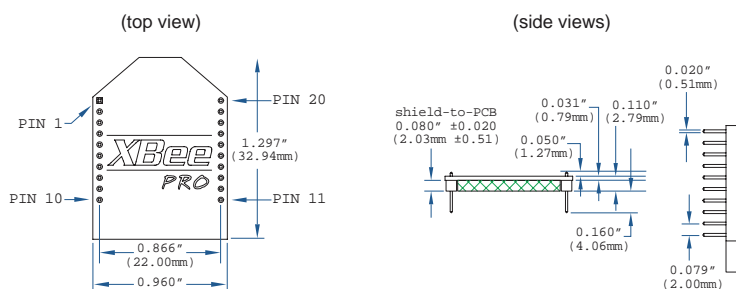 (top view)
(side views)
PIN 1
PIN 20
PIN 10
PIN 11
XBee
PRO
1.297"
(32.94mm)
0.866"
(22.00mm)
0.960"
shield-to-PCB
0.080" ±0.020
(2.03mm ±0.51)
0.031"
(0.79mm)
0.050"
(1.27mm)
0.110"
(2.79mm)
0.160"
(4.06mm)
0.020"
(0.51mm)
0.079"
(2.00mm)